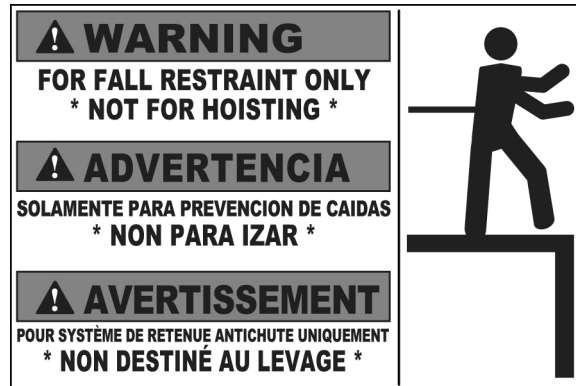 WARNING
FOR FALL RESTRAINT ONLY
* NOT FOR HOISTING *
ADVERTENCIA
SOLAMENTE PARA PREVENCION DE CAIDAS
* NON PARA IZAR *
AVERTISSEMENT
POUR SYSTÈME DE RETENUE ANTICHUTE UNIQUEMENT
* NON DESTINÉ AU LEVAGE *